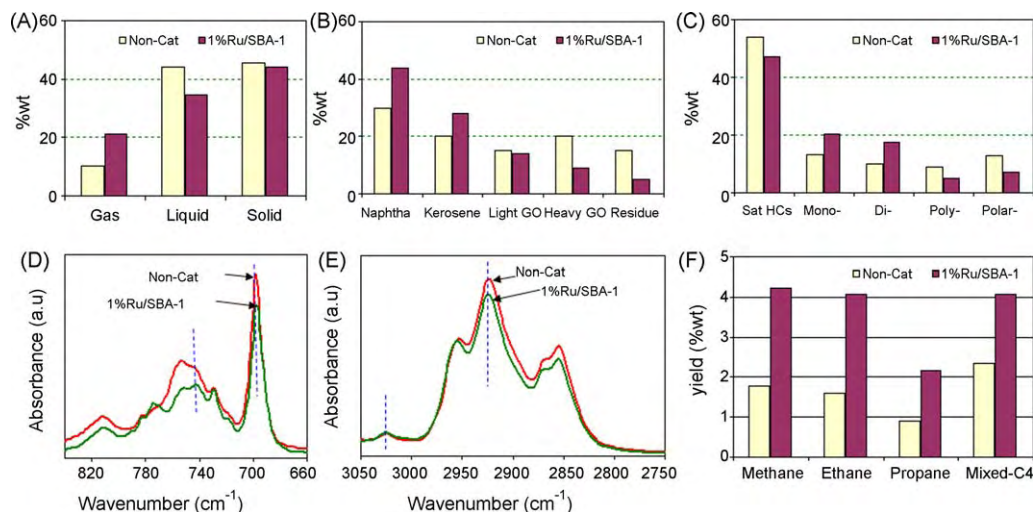 (A)
60
40
20
0
%wt
Non-Cat 1%Ru/SBA-1
Gas Liquid Solid
(B)
60
40
20
0
%wt
Non-Cat 1%Ru/SBA-1
Naphtha Kerosene Light GO Heavy GO Residue
(C)
60
40
20
0
%wt
Non-Cat 1%Ru/SBA-1
Sat HCs Mono- Di- Poly- Polar-
(D)
Absorbance (a.u)
Non-Cat
1%Ru/SBA-1
820 780 740 700 660
Wavenumber (cm-1)
(E)
Absorbance (a.u)
Non-Cat
1%Ru/SBA-1
3050 3000 2950 2900 2850 2800 2750
Wavenumber (cm-1)
(F)
5
4
3
2
1
0
yield (%wt)
Non-Cat 1%Ru/SBA-1
Methane Ethane Propane Mixed-C4